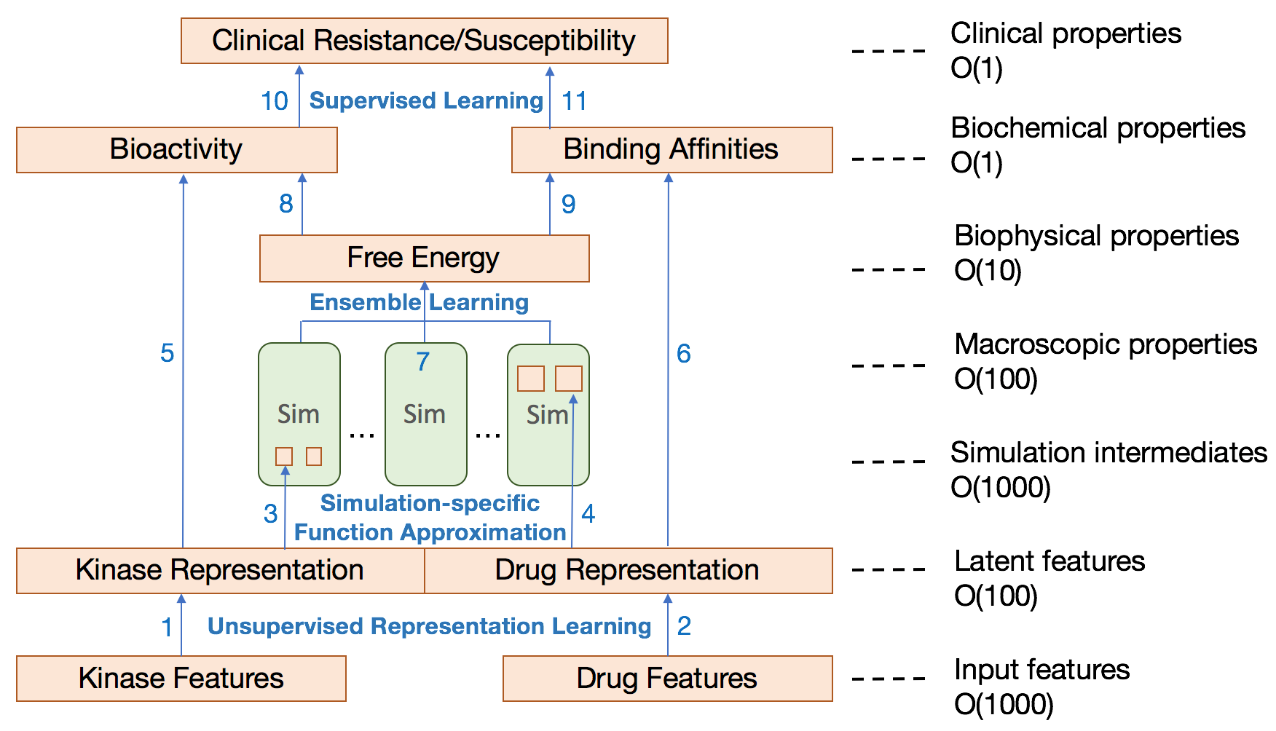 Clinical Resistance/Susceptibility
Clinical properties
O(1)
10
Supervised Learning
11
Bioactivity
Binding Affinities
Biochemical properties
O(1)
8
9
Free Energy
Biophysical properties
O(10)
Ensemble Learning
5
7
6
Macroscopic properties
O(100)
Sim
...
Sim
...
Sim
Simulation intermediates
O(1000)
3
Simulation-specific
Function Approximation
4
Kinase Representation
Drug Representation
Latent features
O(100)
1
Unsupervised Representation Learning
2
Kinase Features
Drug Features
Input features
O(1000)